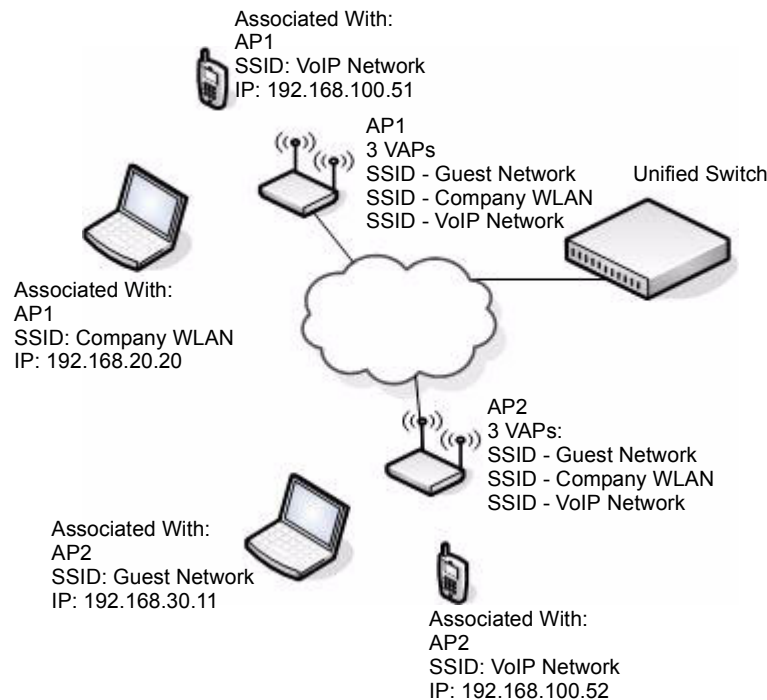 Associated With:
AP1
SSID: VoIP Network
IP: 192.168.100.51
AP1
3 VAPs
SSID - Guest Network
SSID - Company WLAN
SSID - VoIP Network
Unified Switch
Associated With:
AP1
SSID: Company WLAN
IP: 192.168.20.20
AP2
3 VAPs:
SSID - Guest Network
SSID - Company WLAN
SSID - VoIP Network
Associated With:
AP2
SSID: Guest Network
IP: 192.168.30.11
Associated With:
AP2
SSID: VoIP Network
IP: 192.168.100.52